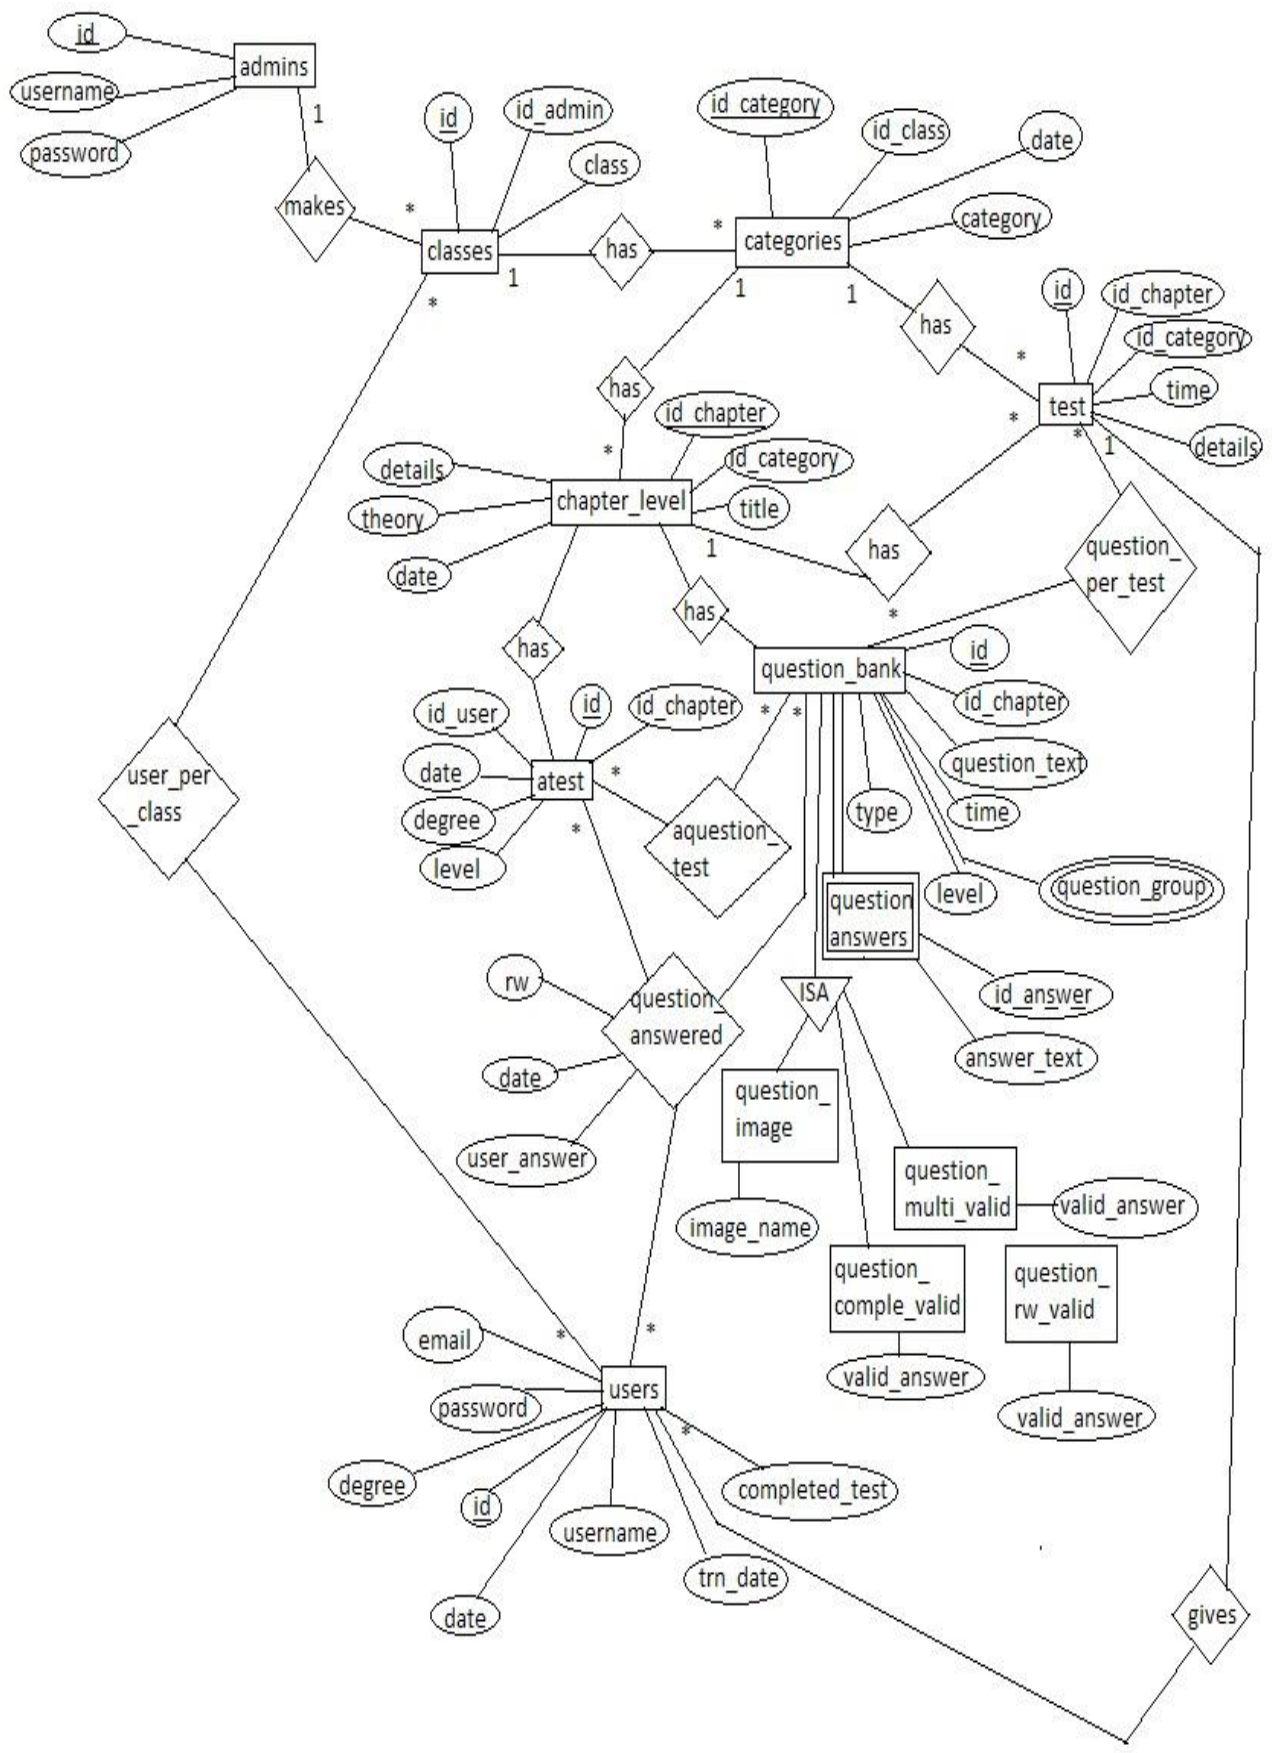 id
admins
username
1
password
makes
*
id
id_admin
class
classes
1
*
has
*
id_category
id_class
date
category
categories
1
1
has
*
has
*
id
id_chapter
id_category
time
details
test
*
*
1
id_chapter
id_category
title
details
theory
date
chapter_level
1
has
question_
per_test
*
has
has
question_bank
*
*
id
id_chapter
question_text
time
type
level
question_group
id_user
id
id_chapter
date
degree
level
atest
*
*
user_per
_class
aquestion_
test
question
answers
id_answer
answer_text
ISA
rw
date
user_answer
question_
answered
question_
image
image_name
question_
multi_valid
valid_answer
question_
comple_valid
valid_answer
question_
rw_valid
valid_answer
*
*
email
password
degree
id
date
username
trn_date
completed_test
users
*
gives